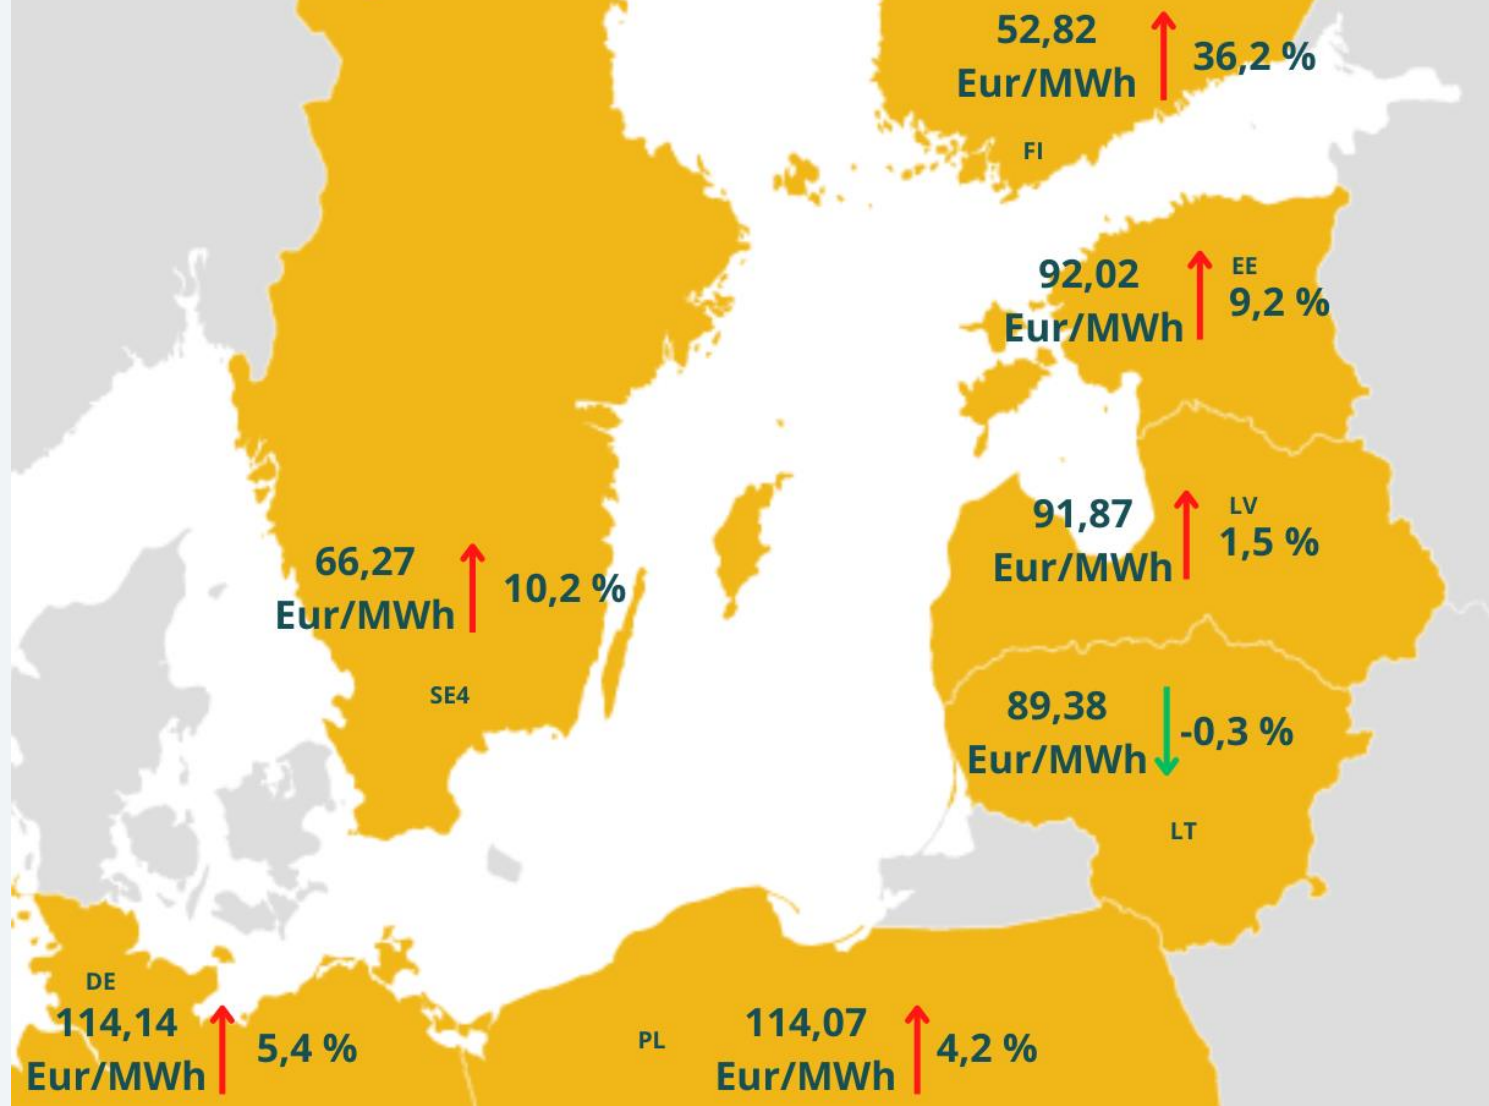 52,82
Eur/MWh
36,2 %
FI
92,02
Eur/MWh
EE
9,2 %
91,87
Eur/MWh
LV
1,5 %
66,27
Eur/MWh
10,2 %
SE4
89,38
Eur/MWh
-0,3 %
LT
DE
114,14
Eur/MWh
5,4 %
PL
114,07
Eur/MWh
4,2 %